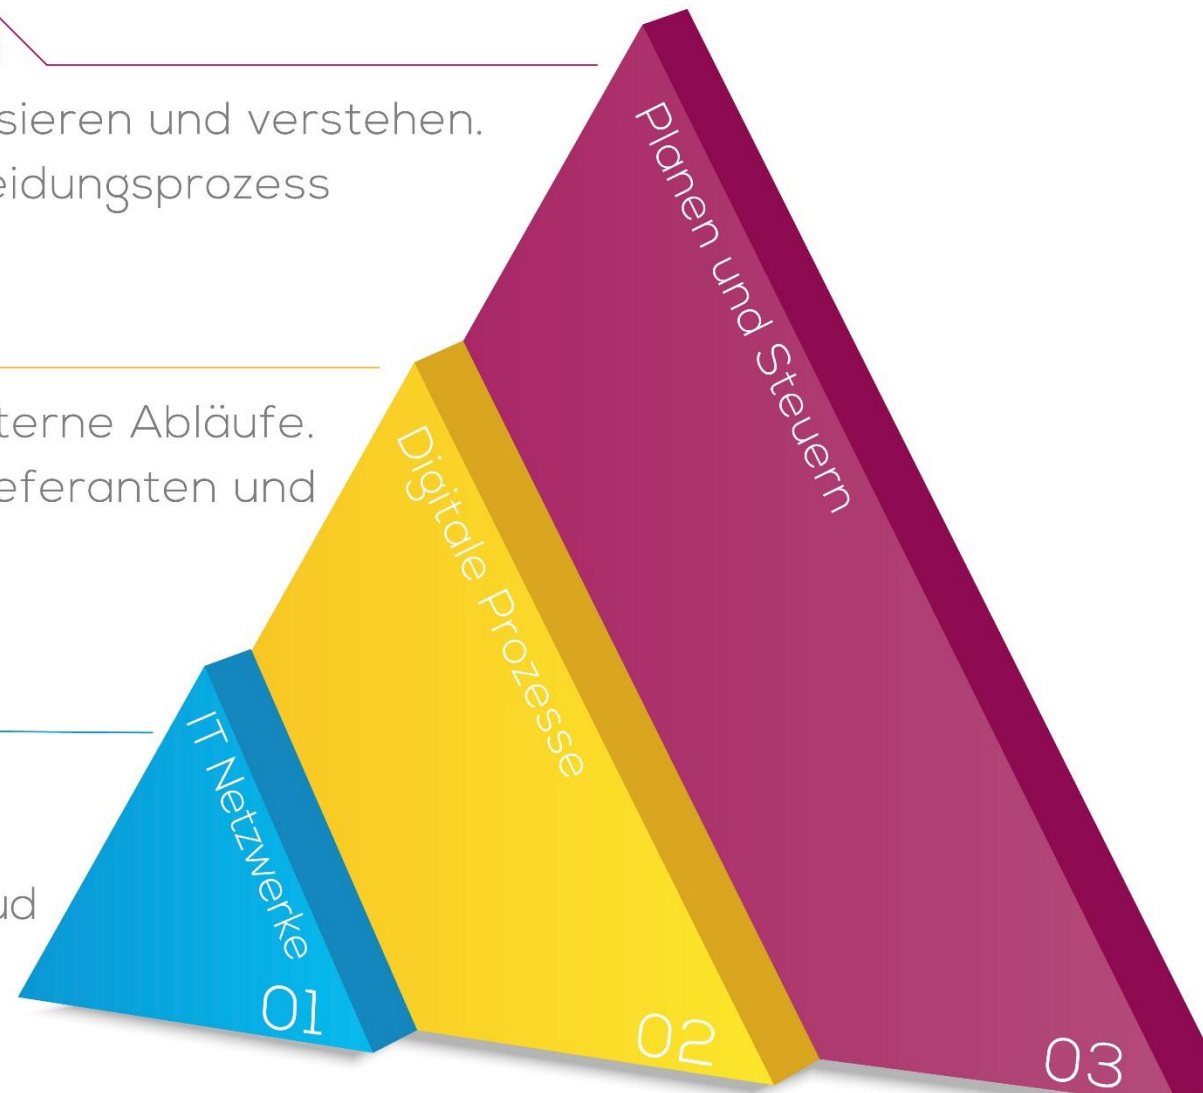 sieren und verstehen.
eidungsprozess
Planen und Steuern
terne Abläufe.
eferanten und
Digitale Prozesse
IT Netzwerke
ud
01
02
03